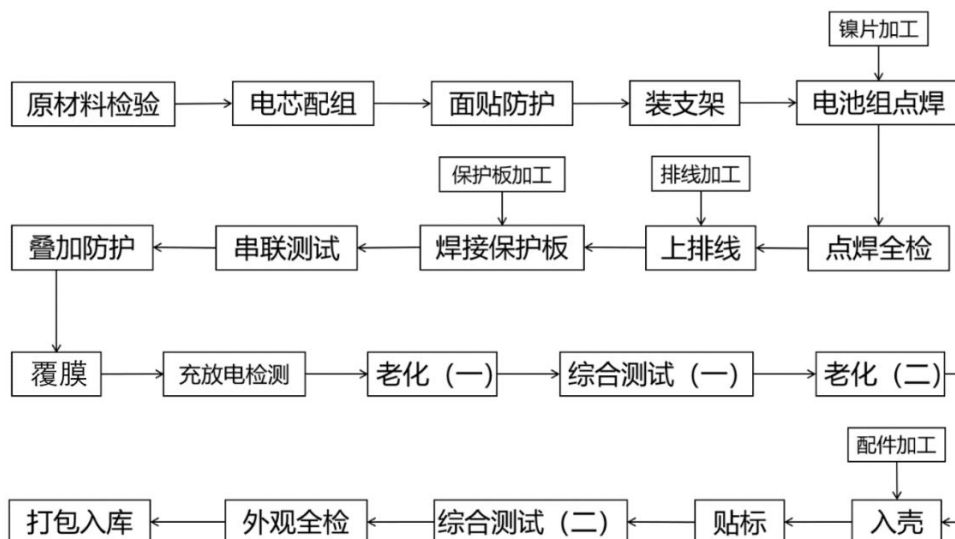 镍片加工
原材料检验
电芯配组
面贴防护
装支架
电池组点焊
保护板加工
排线加工
叠加防护
串联测试
焊接保护板
上排线
点焊全检
覆膜
充放电检测
老化（一）
综合测试（一）
老化（二）
配件加工
打包入库
外观全检
综合测试（二）
贴标
入壳